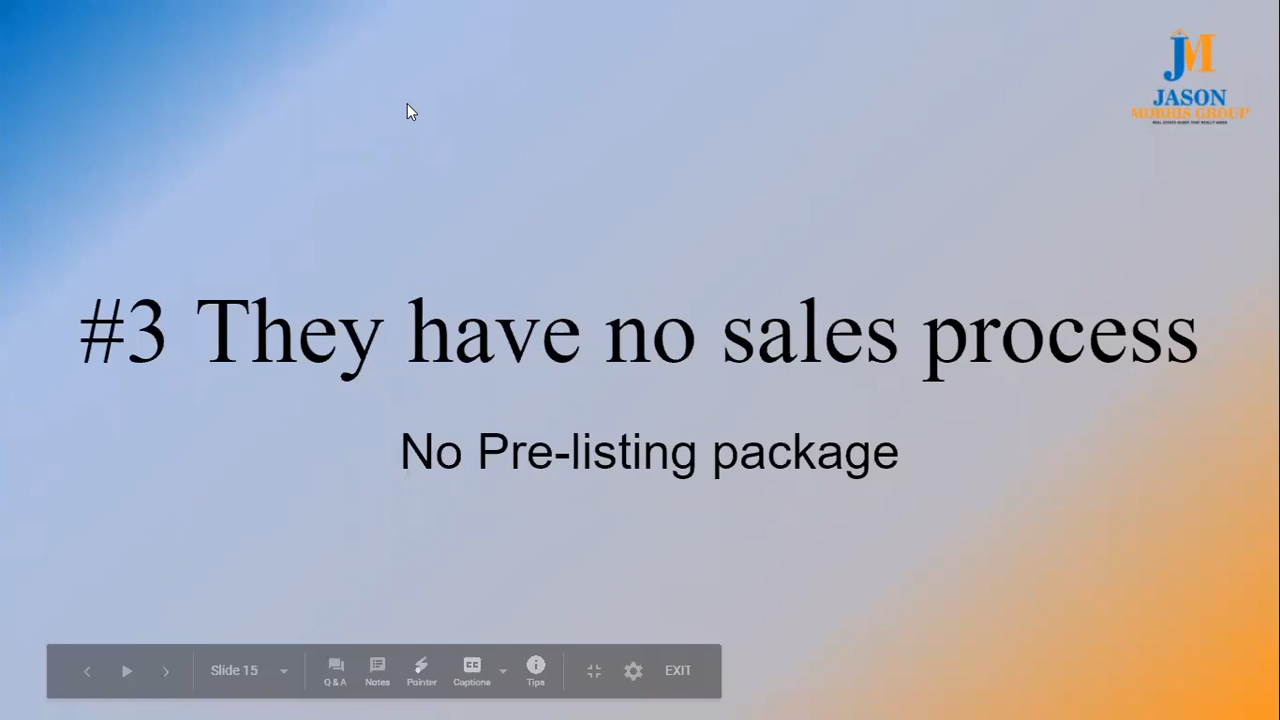 JM
JASON
MORRIS GROUP
#3 They have no sales process
No Pre-listing package
Slide 15
Q & A
Notes
Pointer
Captions
Tips
EXIT